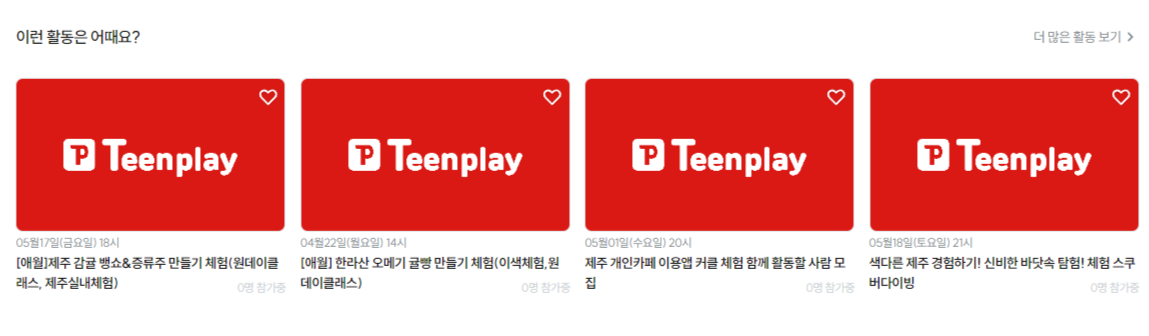 이런 활동은 어때요?
더 많은 활동 보기
Teenplay
05월17일(금요일) 18시
[애월]제주 감귤 뱅쇼&증류주 만들기 체험(원데이클
래스, 제주실내체험)
0명 참가중
Teenplay
04월22일(월요일) 14시
[애월] 한라산 오메기 귤빵 만들기 체험(이색체험,원
데이클래스)
0명 참가중
Teenplay
05월01일(수요일) 20시
제주 개인카페 이용앱 커클 체험 함께 활동할 사람 모
집
0명 참가중
Teenplay
05월18일(토요일) 21시
색다른 제주 경험하기! 신비한 바닷속 탐험! 체험 스쿠
버다이빙
0명 참가중